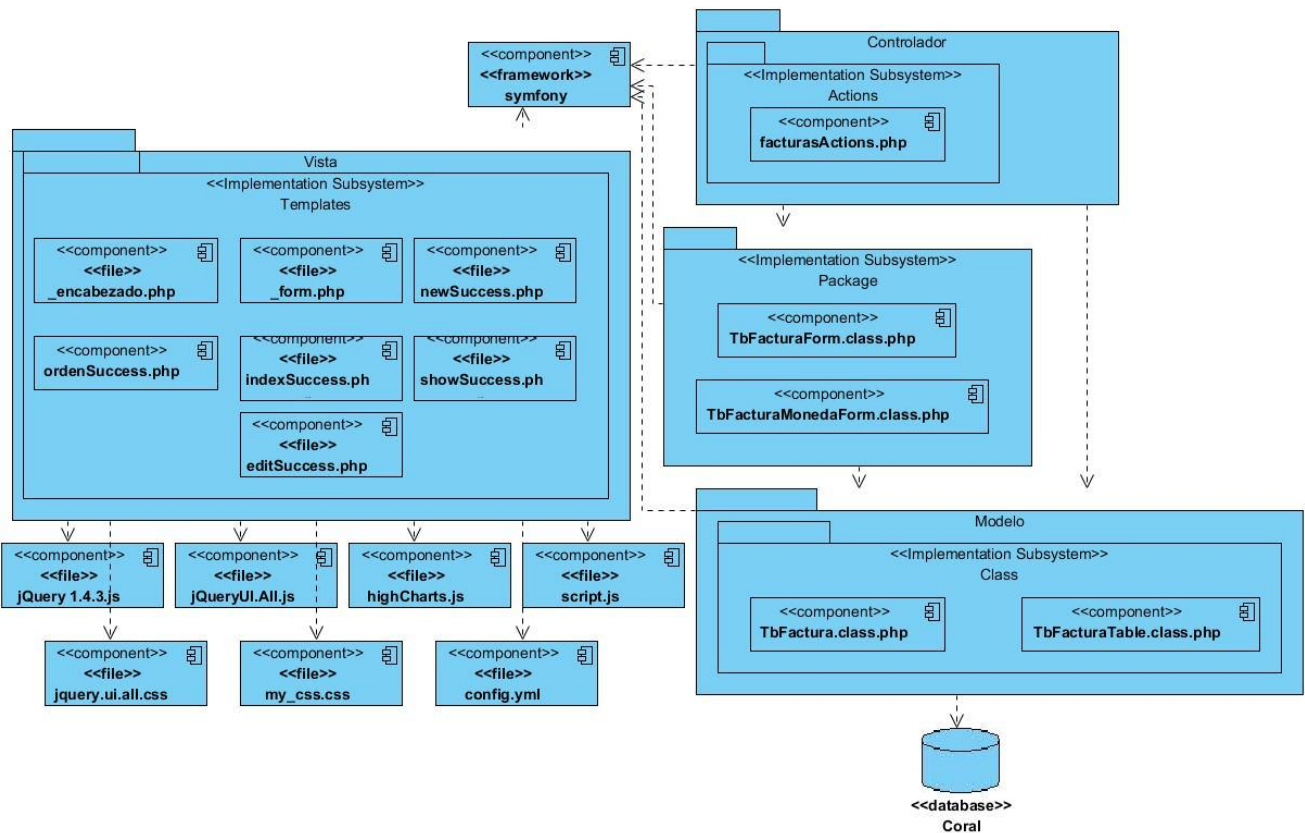 <<component>>
<<framework>>
symfony
Controlador
<<Implementation Subsystem>>
Actions
<<component>>
facturasActions.php
Vista
<<Implementation Subsystem>>
Templates
<<component>>
<<file>>
_encabezado.php
<<component>>
<<file>>
_form.php
<<component>>
<<file>>
newSuccess.php
<<component>>
ordenSuccess.php
<<component>>
<<file>>
indexSuccess.ph
<<component>>
<<file>>
showSuccess.ph
<<component>>
<<file>>
editSuccess.php
<<Implementation Subsystem>>
Package
<<component>>
TbFacturaForm.class.php
<<component>>
TbFacturaMonedaForm.class.php
<<component>>
<<file>>
jQuery 1.4.3.js
<<component>>
<<file>>
jQueryUI.All.js
<<component>>
<<file>>
highCharts.js
<<component>>
<<file>>
script.js
<<component>>
<<file>>
jquery.ui.all.css
<<component>>
<<file>>
my_css.css
<<component>>
<<file>>
config.yml
Modelo
<<Implementation Subsystem>>
Class
<<component>>
TbFactura.class.php
<<component>>
TbFacturaTable.class.php
<<database>>
Coral